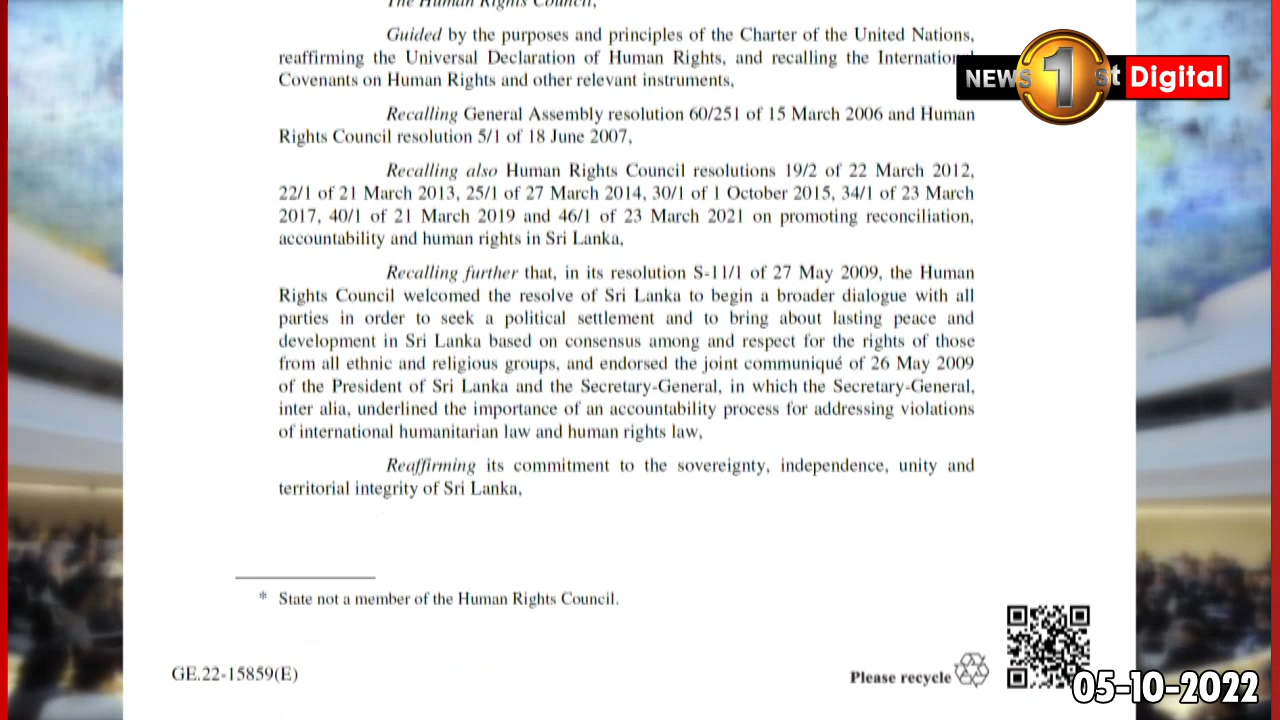 The Human Rights Council,
Guided by the purposes and principles of the Charter of the United Nations,
reaffirming the Universal Declaration of Human Rights, and recalling the International
Covenants on Human Rights and other relevant instruments,
NEWS 1st Digital
Recalling General Assembly resolution 60/251 of 15 March 2006 and Human
Rights Council resolution 5/1 of 18 June 2007,
Recalling also Human Rights Council resolutions 19/2 of 22 March 2012,
22/1 of 21 March 2013, 25/1 of 27 March 2014, 30/1 of 1 October 2015, 34/1 of 23 March
2017, 40/1 of 21 March 2019 and 46/1 of 23 March 2021 on promoting reconciliation,
accountability and human rights in Sri Lanka,
Recalling further that, in its resolution S-11/1 of 27 May 2009, the Human
Rights Council welcomed the resolve of Sri Lanka to begin a broader dialogue with all
parties in order to seek a political settlement and to bring about lasting peace and
development in Sri Lanka based on consensus among and respect for the rights of those
from all ethnic and religious groups, and endorsed the joint communiqué of 26 May 2009
of the President of Sri Lanka and the Secretary-General, in which the Secretary-General,
inter alia, underlined the importance of an accountability process for addressing violations
of international humanitarian law and human rights law,
Reaffirming its commitment to the sovereignty, independence, unity and
territorial integrity of Sri Lanka,
* State not a member of the Human Rights Council.
GE.22-15859(E)
Please recycle
05-10-2022